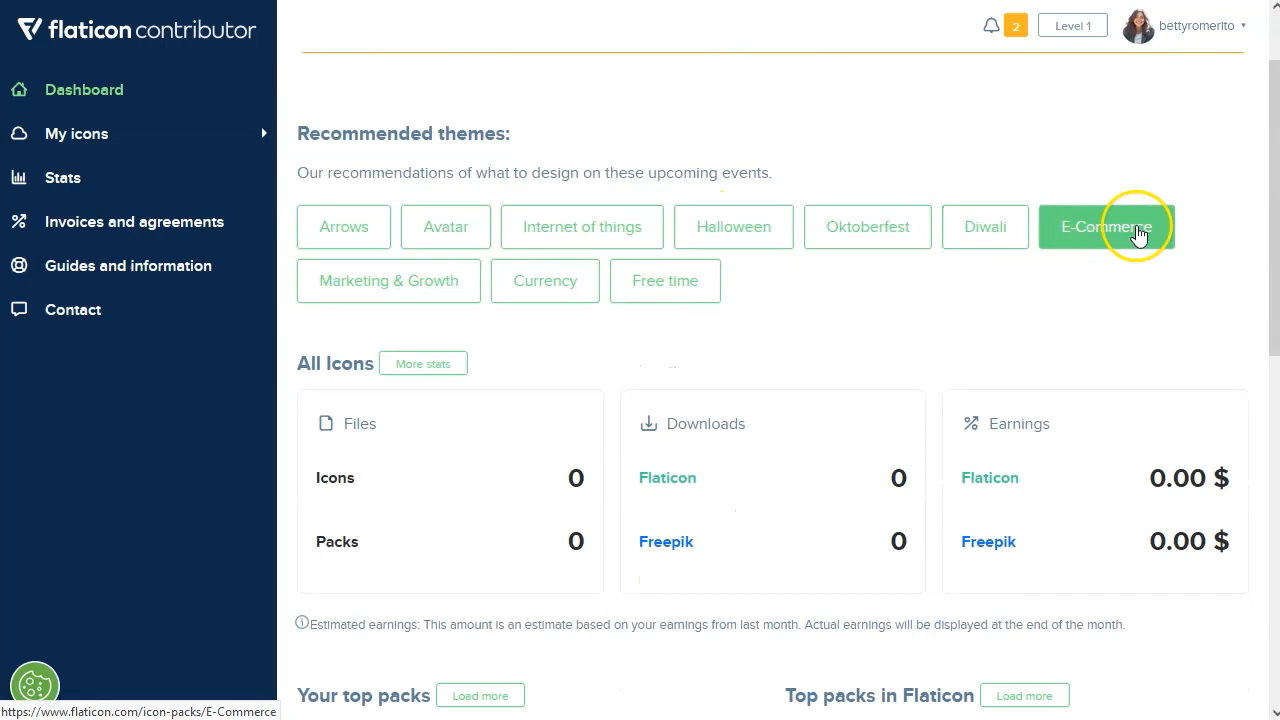 flaticon contributor
2
Level 1
bettyromerito
Dashboard
My icons
Stats
Invoices and agreements
Guides and information
Contact
Recommended themes:
Our recommendations of what to design on these upcoming events.
Arrows
Avatar
Internet of things
Halloween
Oktoberfest
Diwali
E-Commerce
Marketing & Growth
Currency
Free time
All Icons
More stats
Files
Icons 0
Packs 0
Downloads
Flaticon 0
Freepik 0
Earnings
Flaticon 0.00 $
Freepik 0.00 $
Estimated earnings: This amount is an estimate based on your earnings from last month. Actual earnings will be displayed at the end of the month.
Your top packs
Load more
Top packs in Flaticon
Load more
https://www.flaticon.com/icon-packs/E-Commerce